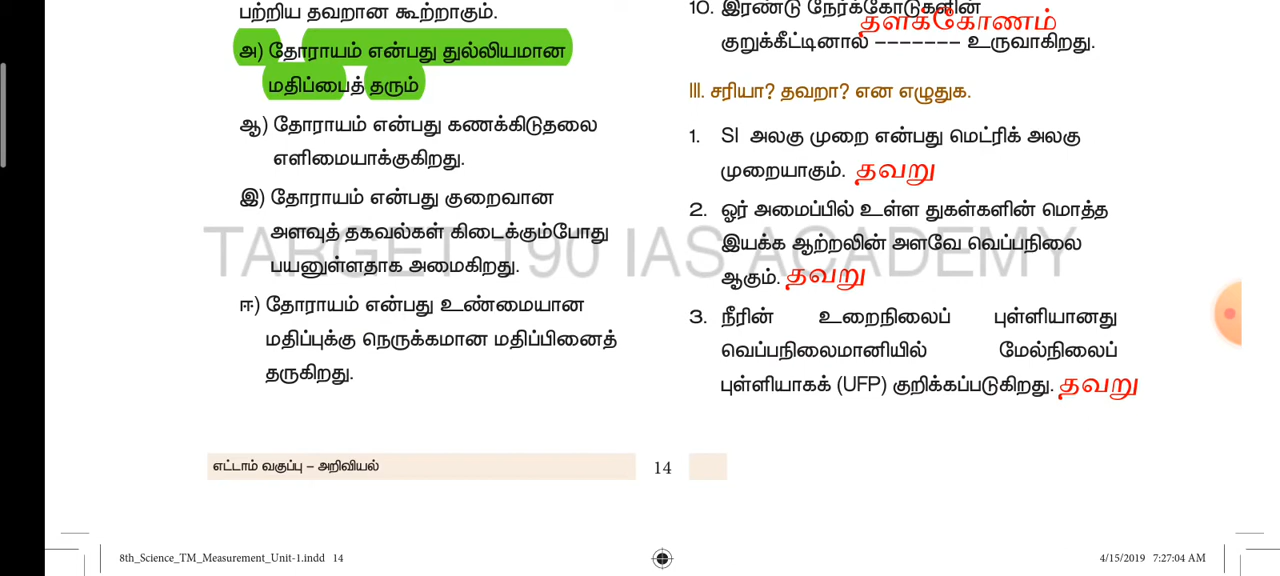 பற்றிய தவறான கூற்றாகும்.
அ) தோராயம் என்பது துல்லியமான
மதிப்பைத் தரும்
ஆ) தோராயம் என்பது கணக்கிடுதலை
எளிமையாக்குகிறது.
இ) தோராயம் என்பது குறைவான
அளவுத் தகவல்கள் கிடைக்கும்போது
பயனுள்ளதாக அமைகிறது.
ஈ) தோராயம் என்பது உண்மையான
மதிப்புக்கு நெருக்கமான மதிப்பினைத்
தருகிறது.
10. இரண்டு நேர்க்கோடுகளின்
தளக்கோணம்
குறுக்கீட்டினால் ------- உருவாகிறது.
III. சரியா? தவறா? என எழுதுக.
1. SI அலகு முறை என்பது மெட்ரிக் அலகு
முறையாகும். தவறு
2. ஓர் அமைப்பில் உள்ள துகள்களின் மொத்த
இயக்க ஆற்றலின் அளவே வெப்பநிலை
ஆகும். தவறு
3. நீரின் உறைநிலைப் புள்ளியானது
வெப்பநிலைமானியில் மேல்நிலைப்
புள்ளியாகக் (UFP) குறிக்கப்படுகிறது. தவறு
TARGET 190 IAS ACADEMY
எட்டாம் வகுப்பு – அறிவியல்
14
8th_Science_TM_Measurement_Unit-1.indd 14
4/15/2019 7:27:04 AM